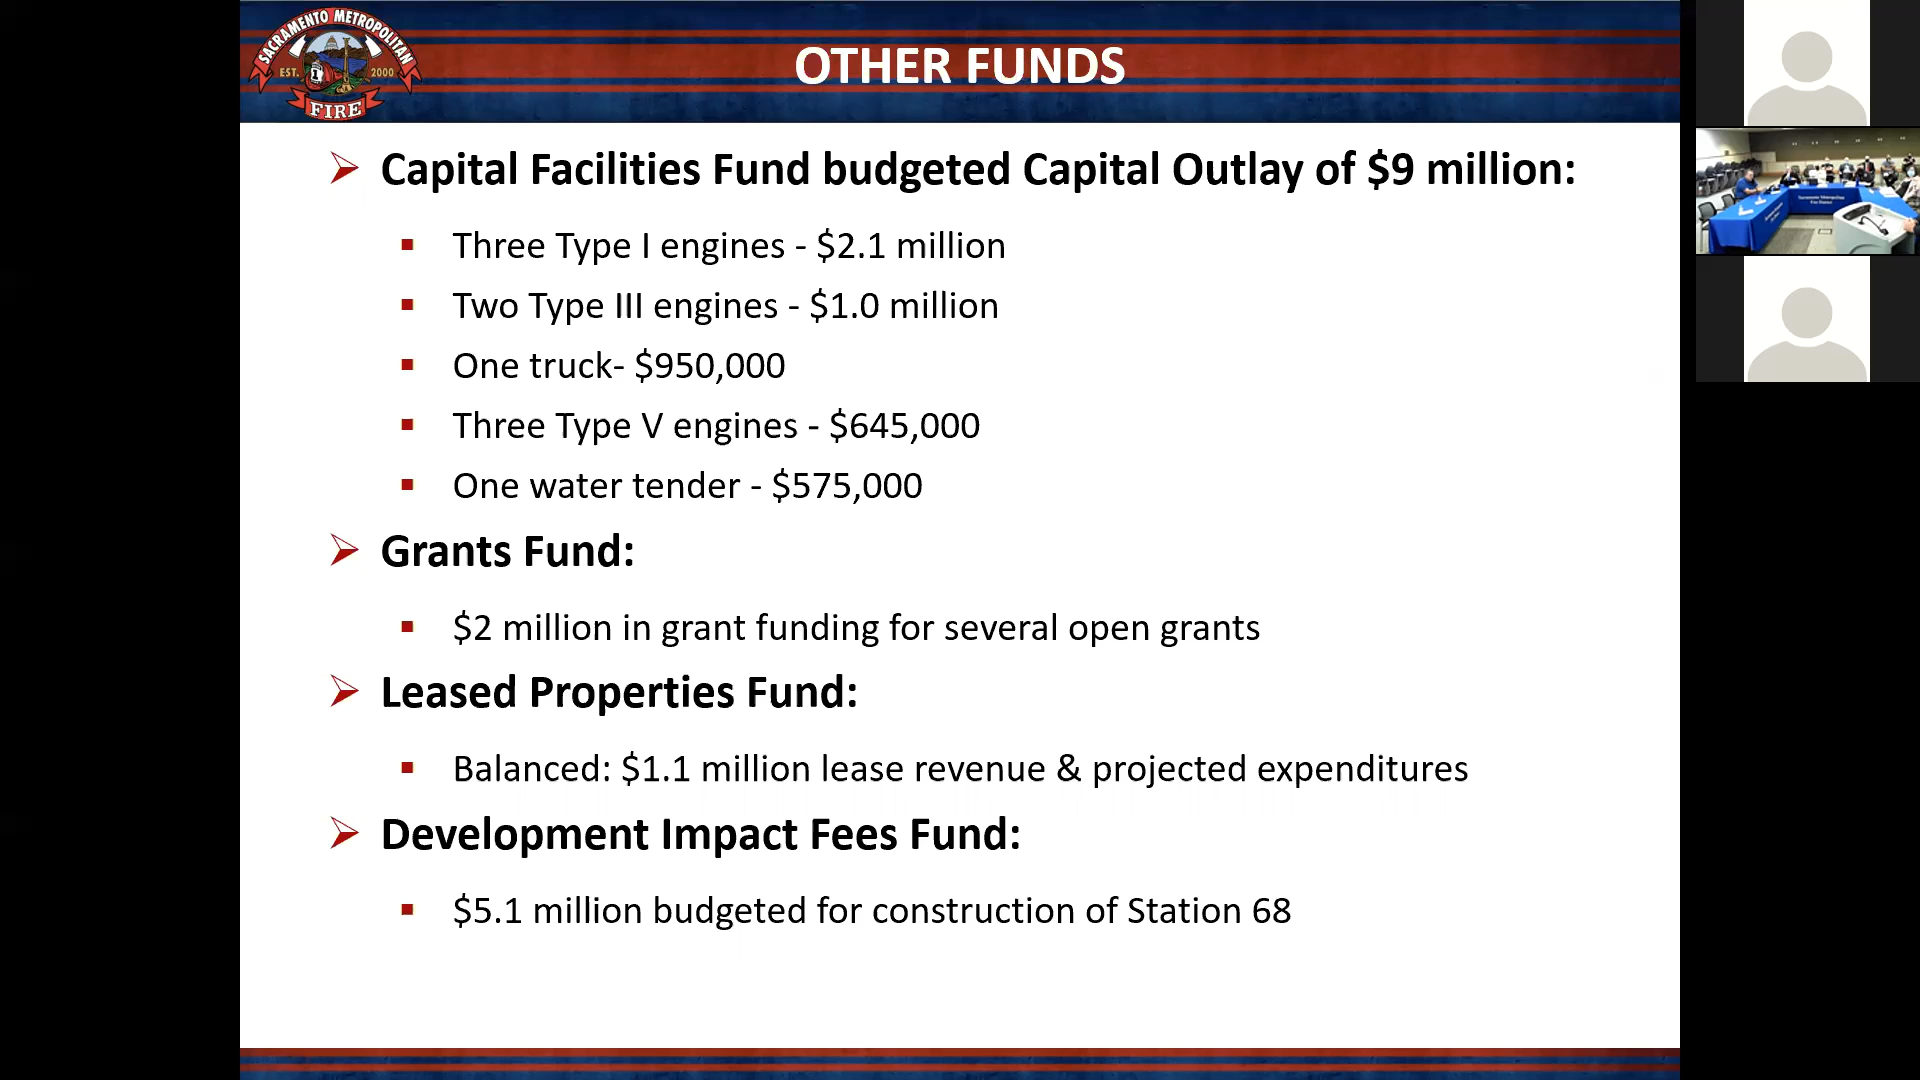 SACRAMENTO METROPOLITAN
EST. 2000
FIRE
OTHER FUNDS
Capital Facilities Fund budgeted Capital Outlay of $9 million:
Three Type I engines - $2.1 million
Two Type III engines - $1.0 million
One truck- $950,000
Three Type V engines - $645,000
One water tender - $575,000
Grants Fund:
$2 million in grant funding for several open grants
Leased Properties Fund:
Balanced: $1.1 million lease revenue & projected expenditures
Development Impact Fees Fund:
$5.1 million budgeted for construction of Station 68
Sacramento Metropolitan
Fire District